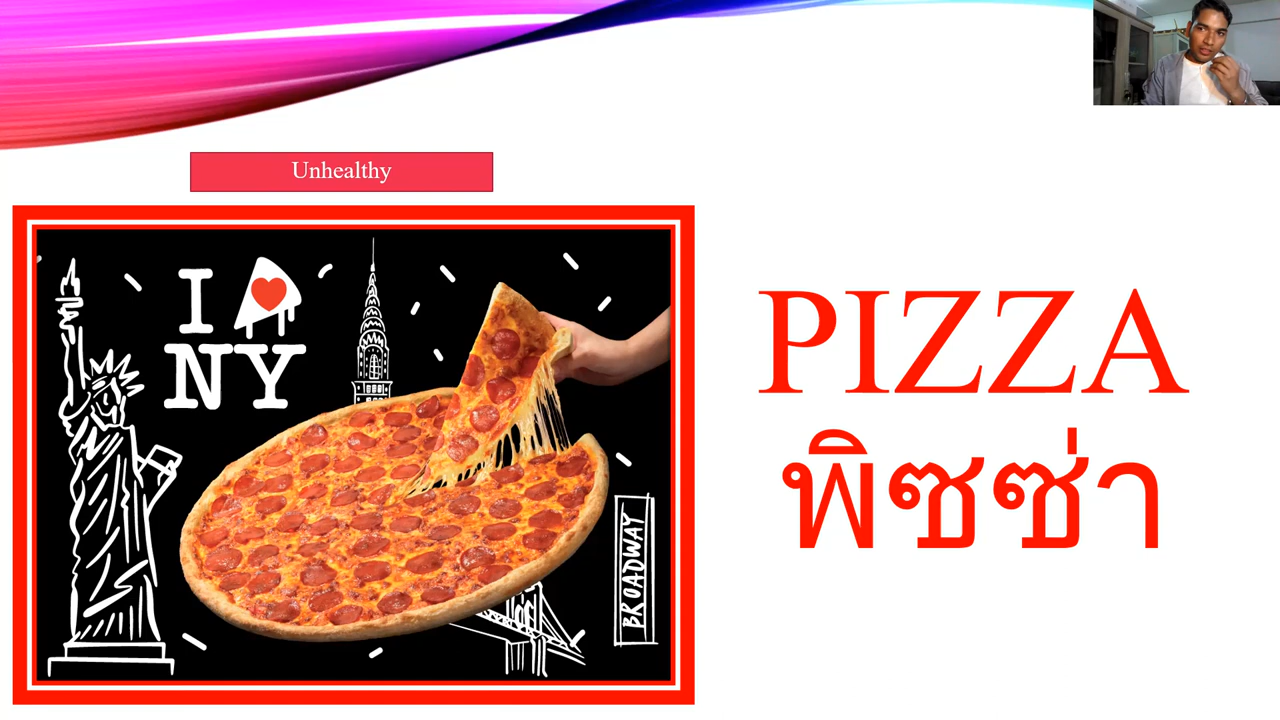 Unhealthy
I
NY
BROADWAY
PIZZA
พิซซ่า